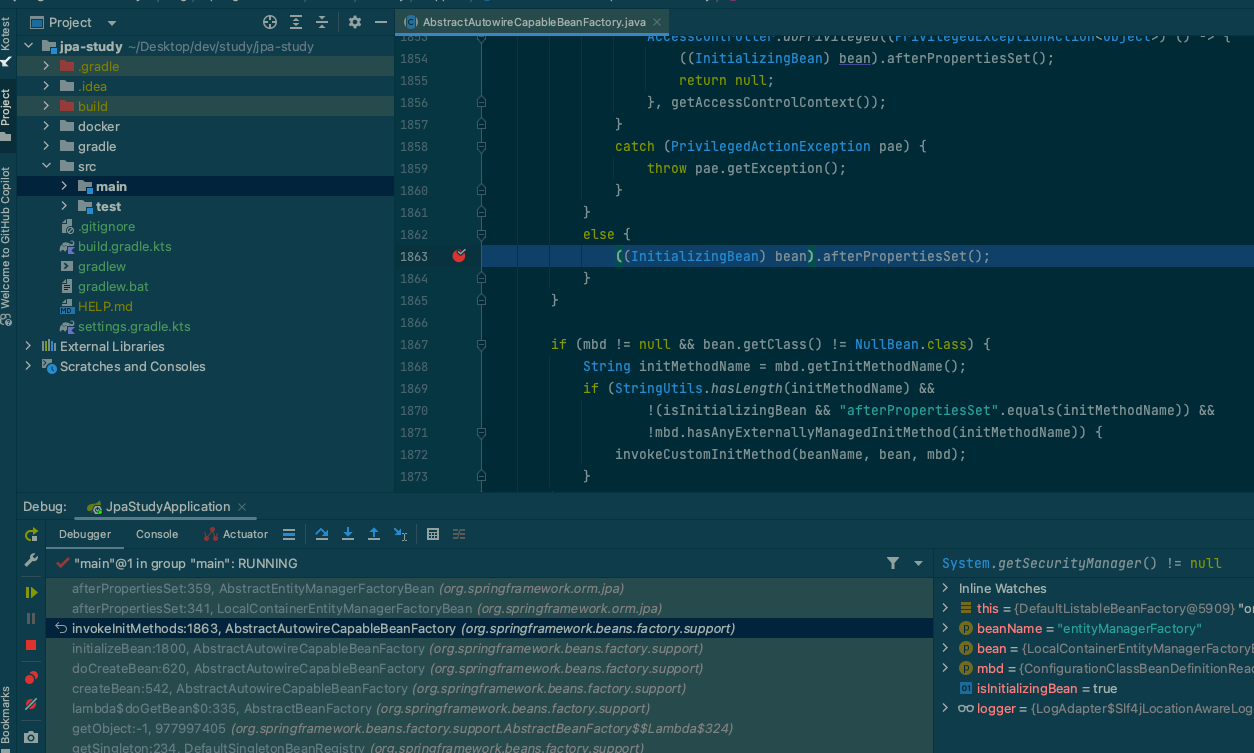 Project
AbstractAutowireCapableBeanFactory.java
Kotest
Project
Welcome to GitHub Copilot
Bookmarks
jpa-study ~/Desktop/dev/study/jpa-study
.gradle
.idea
build
docker
gradle
src
main
test
.gitignore
build.gradle.kts
gradlew
gradlew.bat
HELP.md
settings.gradle.kts
External Libraries
Scratches and Consoles
1853 AccessController.doPrivileged((PrivilegedExceptionAction<Object>) () -> {
1854 ((InitializingBean) bean).afterPropertiesSet();
1855 return null;
1856 }, getAccessControlContext());
1857 }
1858 catch (PrivilegedActionException pae) {
1859 throw pae.getException();
1860 }
1861 }
1862 else {
1863 ((InitializingBean) bean).afterPropertiesSet();
1864 }
1865 }
1866
1867 if (mbd != null && bean.getClass() != NullBean.class) {
1868 String initMethodName = mbd.getInitMethodName();
1869 if (StringUtils.hasLength(initMethodName) &&
1870 !(isInitializingBean && "afterPropertiesSet".equals(initMethodName)) &&
1871 !mbd.hasAnyExternallyManagedInitMethod(initMethodName)) {
1872 invokeCustomInitMethod(beanName, bean, mbd);
1873 }
Debug: JpaStudyApplication
Debugger Console Actuator
"main"@1 in group "main": RUNNING
afterPropertiesSet:359, AbstractEntityManagerFactoryBean (org.springframework.orm.jpa)
afterPropertiesSet:341, LocalContainerEntityManagerFactoryBean (org.springframework.orm.jpa)
invokeInitMethods:1863, AbstractAutowireCapableBeanFactory (org.springframework.beans.factory.support)
initializeBean:1800, AbstractAutowireCapableBeanFactory (org.springframework.beans.factory.support)
doCreateBean:620, AbstractAutowireCapableBeanFactory (org.springframework.beans.factory.support)
createBean:542, AbstractAutowireCapableBeanFactory (org.springframework.beans.factory.support)
lambda$doGetBean$0:335, AbstractBeanFactory (org.springframework.beans.factory.support)
getObject:-1, 977997405 (org.springframework.beans.factory.support.AbstractBeanFactory$$Lambda$324)
getSingleton:234, DefaultSingletonBeanRegistry (org.springframework.beans.factory.support)
System.getSecurityManager() != null
Inline Watches
this = {DefaultListableBeanFactory@5909} "or
beanName = "entityManagerFactory"
bean = {LocalContainerEntityManagerFactoryB
mbd = {ConfigurationClassBeanDefinitionRead
isInitializingBean = true
logger = {LogAdapter$Slf4jLocationAwareLog